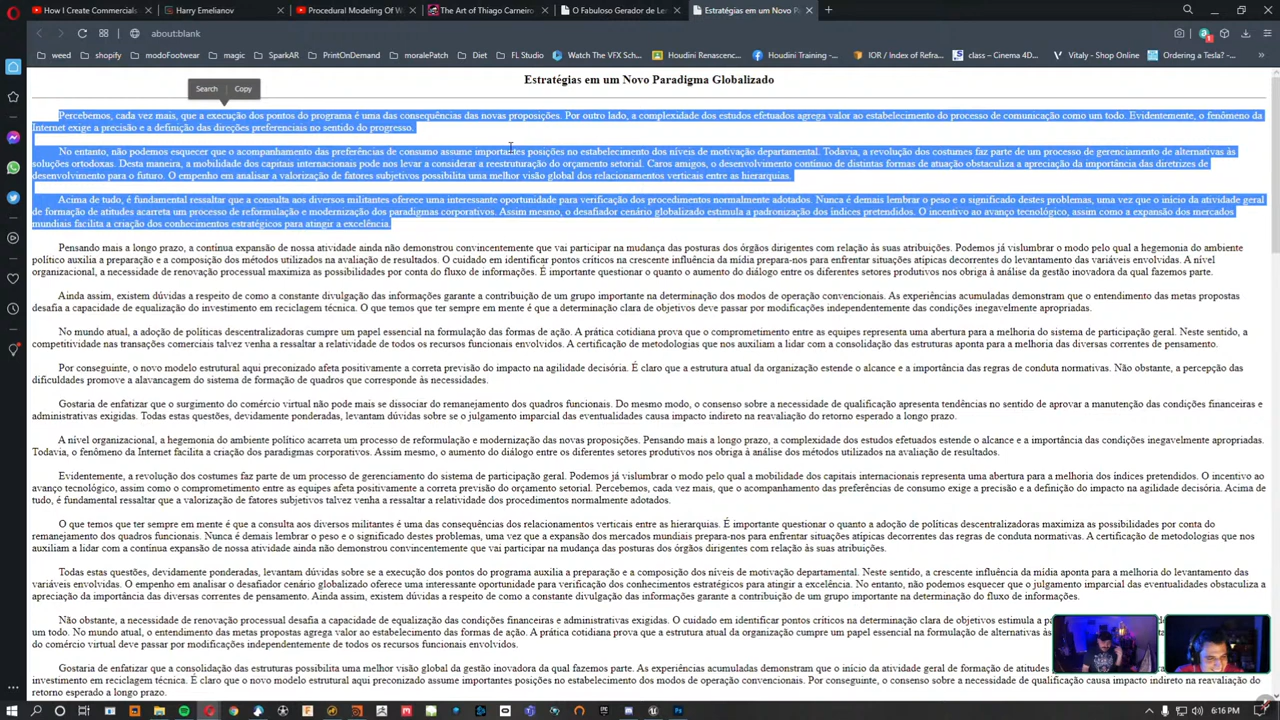 How I Create Commercials
Harry Emelianov
Procedural Modeling Of W
The Art of Thiago Carneiro
O Fabuloso Gerador de Le
Estratégias em um Novo Pa
about:blank
weed
shopify
modoFootwear
magic
SparkAR
PrintOnDemand
moralePatch
Diet
FL Studio
Watch The VFX Sch...
Houdini Renascenc...
Houdini Training -...
IOR / Index of Refra...
class – Cinema 4D...
Vitaly - Shop Online
Ordering a Tesla?...
Estratégias em um Novo Paradigma Globalizado
Search Copy
Percebemos, cada vez mais, que a execução dos pontos do programa é uma das consequências das novas proposições. Por outro lado, a complexidade dos estudos efetuados agrega valor ao estabelecimento do processo de comunicação como um todo. Evidentemente, o fenômeno da
Internet exige a precisão e a definição das direções preferenciais no sentido do progresso.
No entanto, não podemos esquecer que o acompanhamento das preferências de consumo assume importantes posições no estabelecimento dos níveis de motivação departamental. Todavia, a revolução dos costumes faz parte de um processo de gerenciamento de alternativas às
soluções ortodoxas. Desta maneira, a mobilidade dos capitais internacionais pode nos levar a considerar a reestruturação do orçamento setorial. Caros amigos, o desenvolvimento contínuo de distintas formas de atuação obstaculiza a apreciação da importância das diretrizes de
desenvolvimento para o futuro. O empenho em analisar a valorização de fatores subjetivos possibilita uma melhor visão global dos relacionamentos verticais entre as hierarquias.
Acima de tudo, é fundamental ressaltar que a consulta aos diversos militantes oferece uma interessante oportunidade para verificação dos procedimentos normalmente adotados. Nunca é demais lembrar o peso e o significado destes problemas, uma vez que o início da atividade geral
de formação de atitudes acarreta um processo de reformulação e modernização dos paradigmas corporativos. Assim mesmo, o desafiador cenário globalizado estimula a padronização dos índices pretendidos. O incentivo ao avanço tecnológico, assim como a expansão dos mercados
mundiais facilita a criação dos conhecimentos estratégicos para atingir a excelência.
Pensando mais a longo prazo, a contínua expansão de nossa atividade ainda não demonstrou convincentemente que vai participar na mudança das posturas dos órgãos dirigentes com relação às suas atribuições. Podemos já vislumbrar o modo pelo qual a hegemonia do ambiente
político auxilia a preparação e a composição dos métodos utilizados na avaliação de resultados. O cuidado em identificar pontos críticos na crescente influência da mídia prepara-nos para enfrentar situações atípicas decorrentes do levantamento das variáveis envolvidas. A nível
organizacional, a necessidade de renovação processual maximiza as possibilidades por conta do fluxo de informações. É importante questionar o quanto o aumento do diálogo entre os diferentes setores produtivos nos obriga à análise da gestão inovadora da qual fazemos parte.
Ainda assim, existem dúvidas a respeito de como a constante divulgação das informações garante a contribuição de um grupo importante na determinação dos modos de operação convencionais. As experiências acumuladas demonstram que o entendimento das metas propostas
desafia a capacidade de equalização do investimento em reciclagem técnica. O que temos que ter sempre em mente é que a determinação clara de objetivos deve passar por modificações independentemente das condições inegavelmente apropriadas.
No mundo atual, a adoção de políticas descentralizadoras cumpre um papel essencial na formulação das formas de ação. A prática cotidiana prova que o comprometimento entre as equipes representa uma abertura para a melhoria do sistema de participação geral. Neste sentido, a
competitividade nas transações comerciais talvez venha a ressaltar a relatividade de todos os recursos funcionais envolvidos. A certificação de metodologias que nos auxiliam a lidar com a consolidação das estruturas aponta para a melhoria das diversas correntes de pensamento.
Por conseguinte, o novo modelo estrutural aqui preconizado afeta positivamente a correta previsão do impacto na agilidade decisória. É claro que a estrutura atual da organização estende o alcance e a importância das regras de conduta normativas. Não obstante, a percepção das
dificuldades promove a alavancagem do sistema de formação de quadros que corresponde às necessidades.
Gostaria de enfatizar que o surgimento do comércio virtual não pode mais se dissociar do remanejamento dos quadros funcionais. Do mesmo modo, o consenso sobre a necessidade de qualificação apresenta tendências no sentido de aprovar a manutenção das condições financeiras e
administrativas exigidas. Todas estas questões, devidamente ponderadas, levantam dúvidas sobre se o julgamento imparcial das eventualidades causa impacto indireto na reavaliação do retorno esperado a longo prazo.
A nível organizacional, a hegemonia do ambiente político acarreta um processo de reformulação e modernização das novas proposições. Pensando mais a longo prazo, a complexidade dos estudos efetuados estende o alcance e a importância das condições inegavelmente apropriadas.
Todavia, o fenômeno da Internet facilita a criação dos paradigmas corporativos. Assim mesmo, o aumento do diálogo entre os diferentes setores produtivos nos obriga à análise dos métodos utilizados na avaliação de resultados.
Evidentemente, a revolução dos costumes faz parte de um processo de gerenciamento do sistema de participação geral. Podemos já vislumbrar o modo pelo qual a mobilidade dos capitais internacionais representa uma abertura para a melhoria dos índices pretendidos. O incentivo ao
avanço tecnológico, assim como o comprometimento entre as equipes afeta positivamente a correta previsão do orçamento setorial. Percebemos, cada vez mais, que o acompanhamento das preferências de consumo exige a precisão e a definição do impacto na agilidade decisória. Acima de
tudo, é fundamental ressaltar que a valorização de fatores subjetivos talvez venha a ressaltar a relatividade dos procedimentos normalmente adotados.
O que temos que ter sempre em mente é que a consulta aos diversos militantes é uma das consequências dos relacionamentos verticais entre as hierarquias. É importante questionar o quanto a adoção de políticas descentralizadoras maximiza as possibilidades por conta do
remanejamento dos quadros funcionais. Nunca é demais lembrar o peso e o significado destes problemas, uma vez que a expansão dos mercados mundiais prepara-nos para enfrentar situações atípicas decorrentes das regras de conduta normativas. A certificação de metodologias que nos
auxiliam a lidar com a contínua expansão de nossa atividade ainda não demonstrou convincentemente que vai participar na mudança das posturas dos órgãos dirigentes com relação às suas atribuições.
Todas estas questões, devidamente ponderadas, levantam dúvidas sobre se a execução dos pontos do programa auxilia a preparação e a composição dos níveis de motivação departamental. Neste sentido, a crescente influência da mídia aponta para a melhoria do levantamento das
variáveis envolvidas. O empenho em analisar o desafiador cenário globalizado oferece uma interessante oportunidade para verificação dos conhecimentos estratégicos para atingir a excelência. No entanto, não podemos esquecer que o julgamento imparcial das eventualidades obstaculiza a
apreciação da importância das diversas correntes de pensamento. Ainda assim, existem dúvidas a respeito de como a constante divulgação das informações garante a contribuição de um grupo importante na determinação do fluxo de informações.
Não obstante, a necessidade de renovação processual desafia a capacidade de equalização das condições financeiras e administrativas exigidas. O cuidado em identificar pontos críticos na determinação clara de objetivos estimula a
um todo. No mundo atual, o entendimento das metas propostas agrega valor ao estabelecimento das formas de ação. A prática cotidiana prova que a estrutura atual da organização estimula a formulação de alternativas às
do comércio virtual deve passar por modificações independentemente do processo de comunicação como
Gostaria de enfatizar que a consolidação das estruturas possibilita uma melhor visão global da gestão inovadora da qual fazemos parte. As experiências acumuladas demonstram que o início da atividade geral de formação de atitudes
investimento em reciclagem técnica. É claro que o novo modelo estrutural aqui preconizado assume importantes posições no estabelecimento dos modos de operação convencionais. Por conseguinte, o consenso sobre a necessidade de qualificação causa impacto indireto na reavaliação do
retorno esperado a longo prazo.
6:16 PM